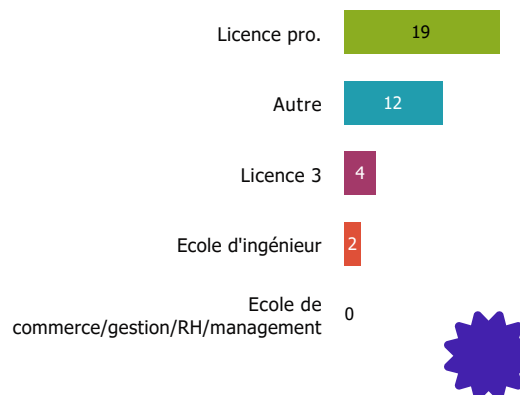 Licence pro.
19
Autre
12
Licence 3
4
Ecole d'ingénieur
2
Ecole de
commerce/gestion/RH/management
0